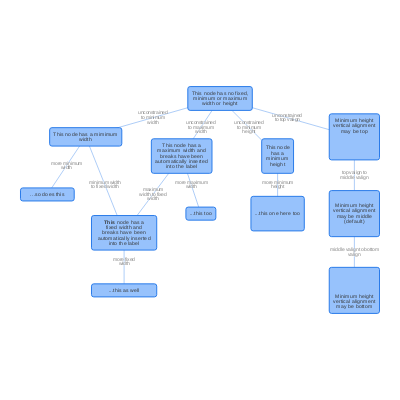 This node has no fixed,
minimum or maximum
width or height
unconstrained
to minimum
width
unconstrained
to maximum
width
unconstrained
to minimum
height
unconstrained
to top valign
This node has a minimum
width
This node has a
maximum width and
breaks have been
automatically inserted
into the label
This node
has a
minimum
height
Minimum height
vertical alignment
may be top
more minimum
width
minimum width
to fixed width
maximum
width to fixed
width
more maximum
width
more minimum
height
top valign to
middle valign
...so does this
This node has a
fixed width and
breaks have been
automatically inserted
into the label
...this too
...this one here too
Minimum height
vertical alignment
may be middle
(default)
more fixed
width
middle valign to bottom
valign
...this as well
Minimum height
vertical alignment
may be bottom